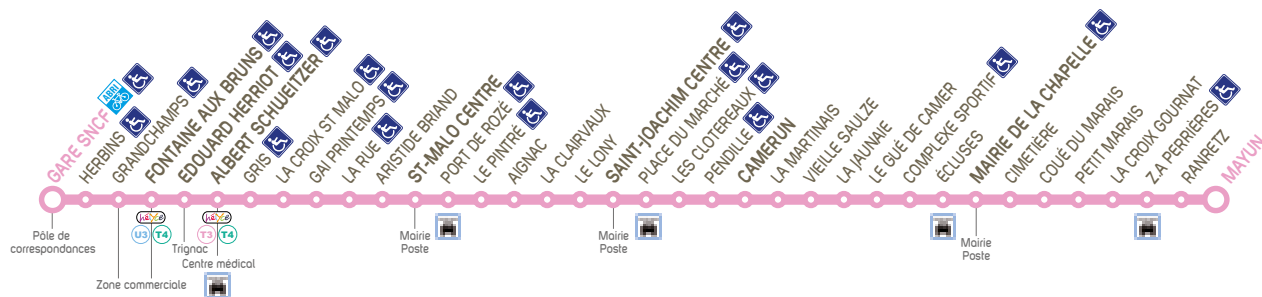 GARE SNCF
ABRI
HERBINS
GRANDCHAMPS
FONTAINE AUX BRUNS
EDOUARD HERRIOT
ALBERT SCHWEITZER
GRIS
LA CROIX ST MALO
GAI PRINTEMPS
LA RUE
ARISTIDE BRIAND
ST-MALO CENTRE
PORT DE ROZÉ
LE PINTRÉ
AIGNAC
LA CLAIRVAUX
LE LONY
SAINT-JOACHIM CENTRE
PLACE DU MARCHÉ
LES CLOTEREAUX
PENDILLE
CAMERUN
LA MARTINAIS
VIEILLE SAULZE
LA JAUNAIE
LE GUÉ DE CAMER
COMPLEXE SPORTIF
ÉCLUSES
MAIRIE DE LA CHAPELLE
CIMETIÈRE
COUÉ DU MARAIS
PETIT MARAIS
LA CROIX GOURNAT
Z.A PERRIÈRES
RANRETZ
MAYUN
Pôle de
correspondances
hélYce
U3 T4
Zone commerciale
Trignac
hélYce
T3 T4
Centre médical
Mairie
Poste
Mairie
Poste
Mairie
Poste